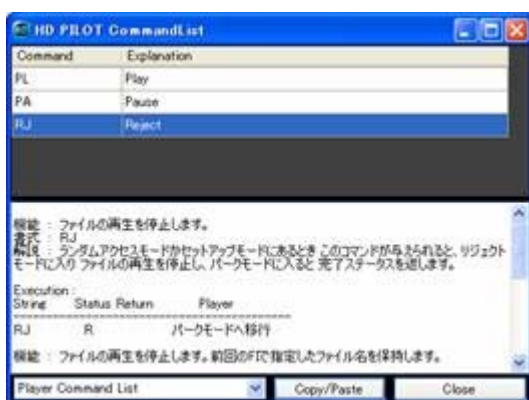 HD PILOT CommandList
Command Explanation
PL Play
PA Pause
RJ Reject
機能 : ファイルの再生を停止します。
書式 : RJ
解説 : ランダムアクセスモードかセットアップモードにあるとき このコマンドが与えられると、リジェクト
モードに入り ファイルの再生を停止し、パークモードに入ると 完了ステータスを返します。
Execution :
String Status Return Player
-----------------------------------------------
RJ R パークモードへ移行
機能 : ファイルの再生を停止します。前回のFIで指定したファイル名を保持します。
Player Command List Copy/Paste Close